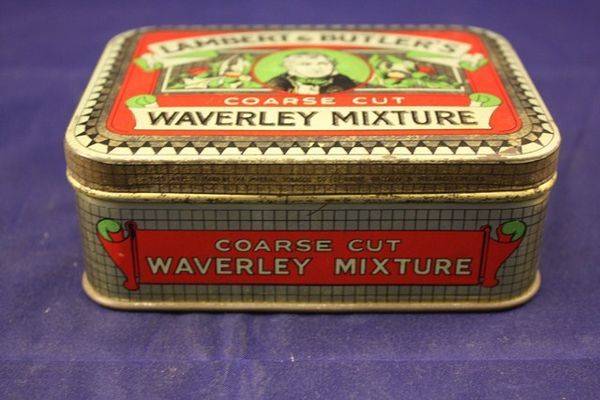 LAMBERT & BUTLER'S
COARSE CUT
WAVERLEY MIXTURE
COARSE CUT
WAVERLEY MIXTURE